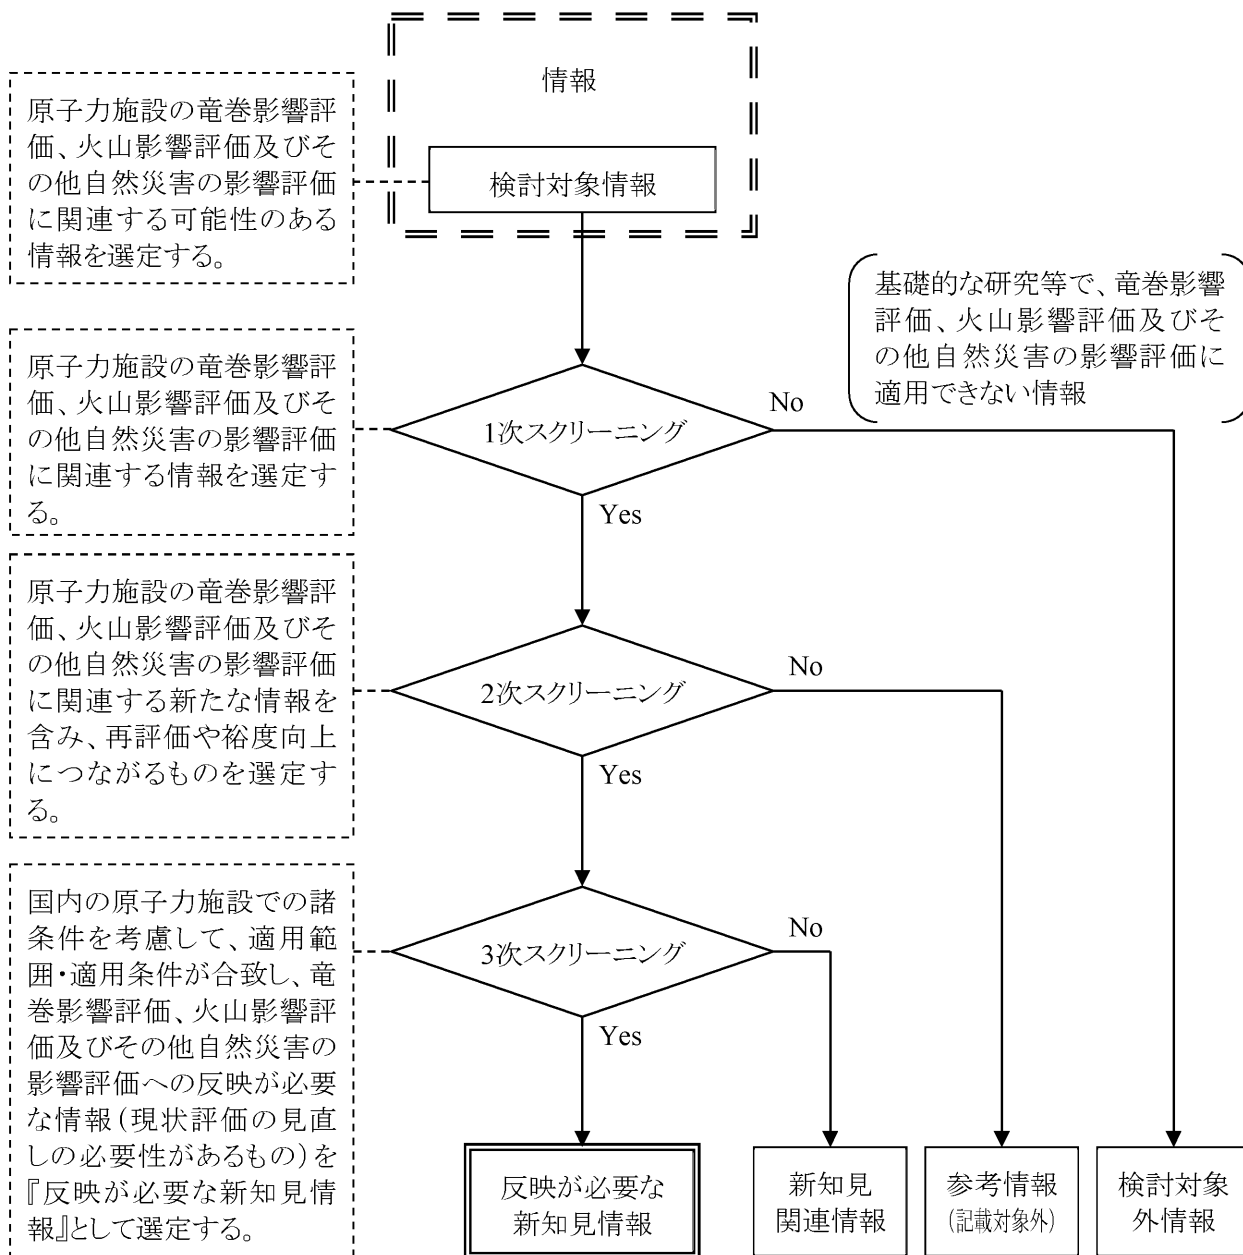 情報
検討対象情報
原子力施設の竜巻影響評
価、火山影響評価及びそ
の他自然災害の影響評価
に関連する可能性のある
情報を選定する。
基礎的な研究等で、竜巻影響
評価、火山影響評価及びそ
の他自然災害の影響評価に
適用できない情報
原子力施設の竜巻影響評
価、火山影響評価及びそ
の他自然災害の影響評価
に関連する情報を選定す
る。
1次スクリーニング
No
Yes
原子力施設の竜巻影響評
価、火山影響評価及びそ
の他自然災害の影響評価
に関連する新たな情報を
含み、再評価や裕度向上
につながるものを選定す
る。
2次スクリーニング
No
Yes
国内の原子力施設での諸
条件を考慮して、適用範
囲・適用条件が合致し、竜
巻影響評価、火山影響評
価及びその他自然災害の
影響評価への反映が必要
な情報(現状評価の見直
しの必要性があるもの)を
『反映が必要な新知見情
報』として選定する。
3次スクリーニング
No
Yes
反映が必要な
新知見情報
新知見
関連情報
参考情報
(記載対象外)
検討対象
外情報